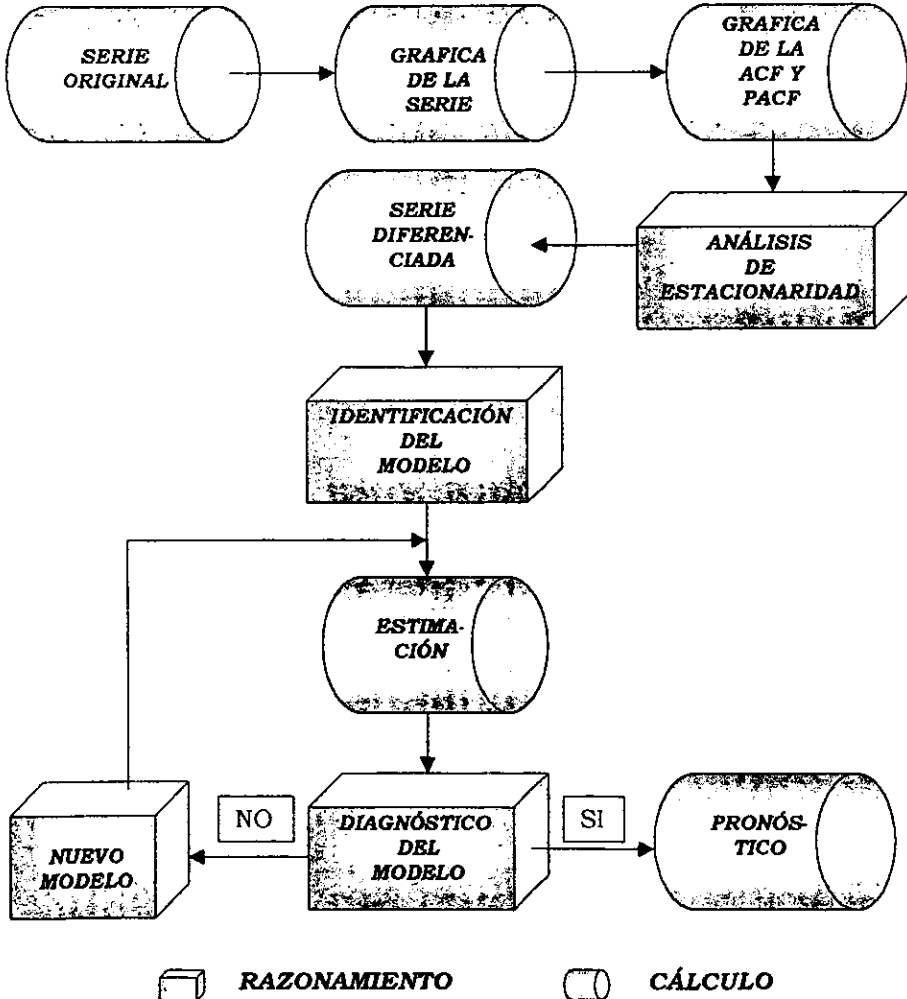 SERIE
ORIGINAL
GRAFICA
DE LA
SERIE
GRAFICA
DE LA
ACF Y
PACF
SERIE
DIFEREN-
CIADA
ANÁLISIS
DE
ESTACIONARIDAD
IDENTIFICACIÓN
DEL
MODELO
ESTIMA-
CIÓN
NUEVO
MODELO
NO
DIAGNÓSTICO
DEL
MODELO
SI
PRONÓS-
TICO
RAZONAMIENTO
CÁLCULO